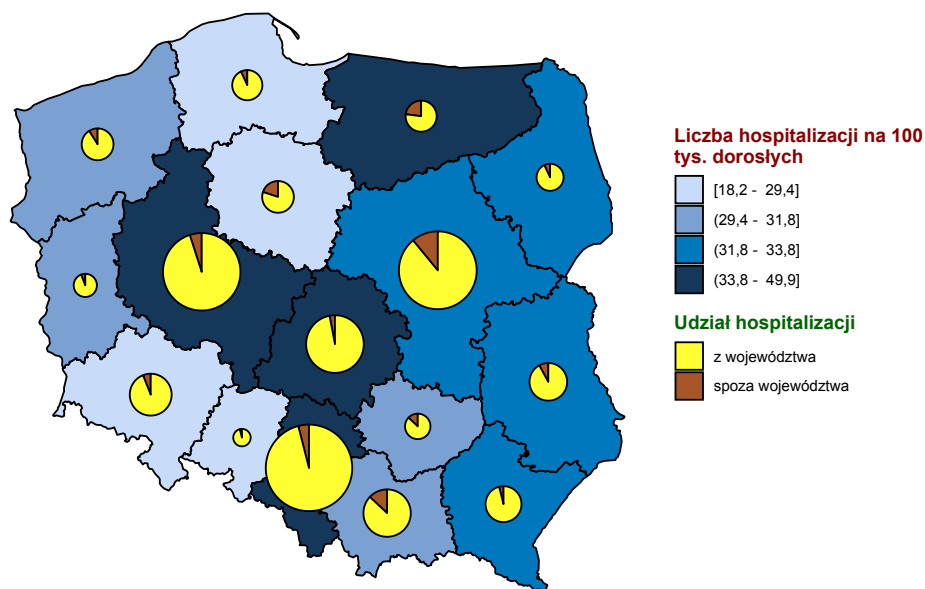 Liczba hospitalizacji na 100
tys. dorosłych
[18,2 - 29,4]
(29,4 - 31,8]
(31,8 - 33,8]
(33,8 - 49,9]
Udział hospitalizacji
z województwa
spoza województwa